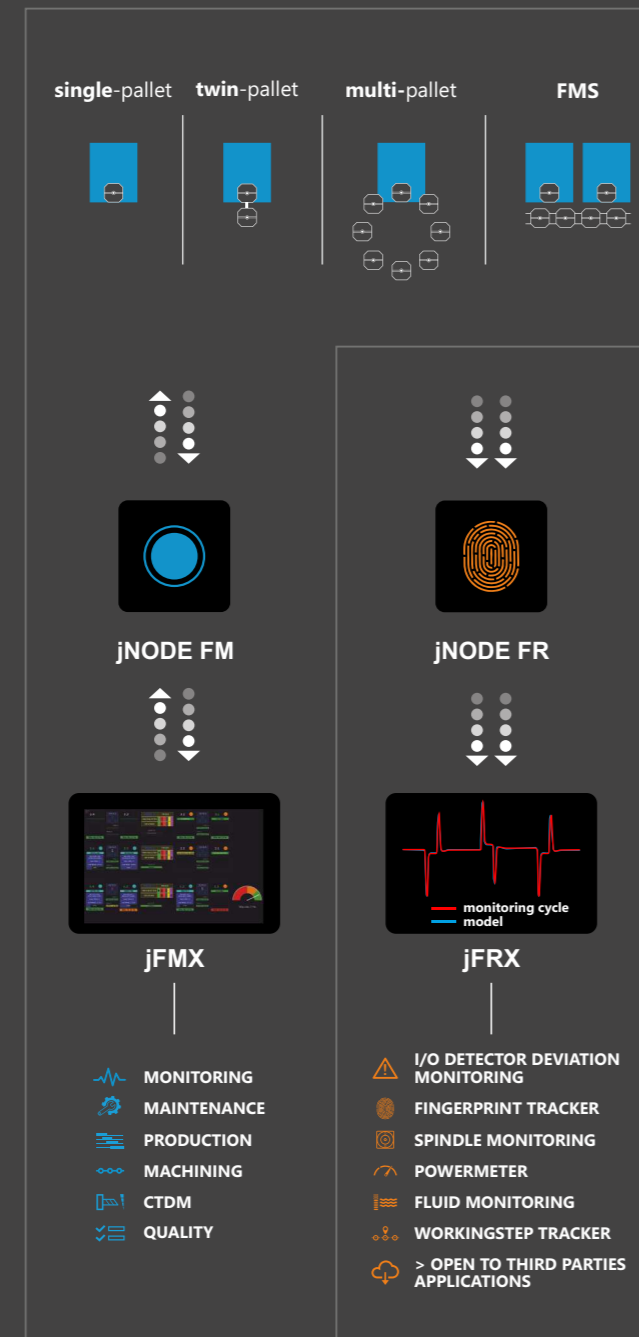 single-pallet
twin-pallet
multi-pallet
FMS
jNODE FM
jNODE FR
monitoring cycle
model
jFMX
jFRX
MONITORING
MAINTENANCE
PRODUCTION
MACHINING
CTDM
QUALITY
I/O DETECTOR DEVIATION
MONITORING
FINGERPRINT TRACKER
SPINDLE MONITORING
POWERMETER
FLUID MONITORING
WORKINGSTEP TRACKER
> OPEN TO THIRD PARTIES
APPLICATIONS